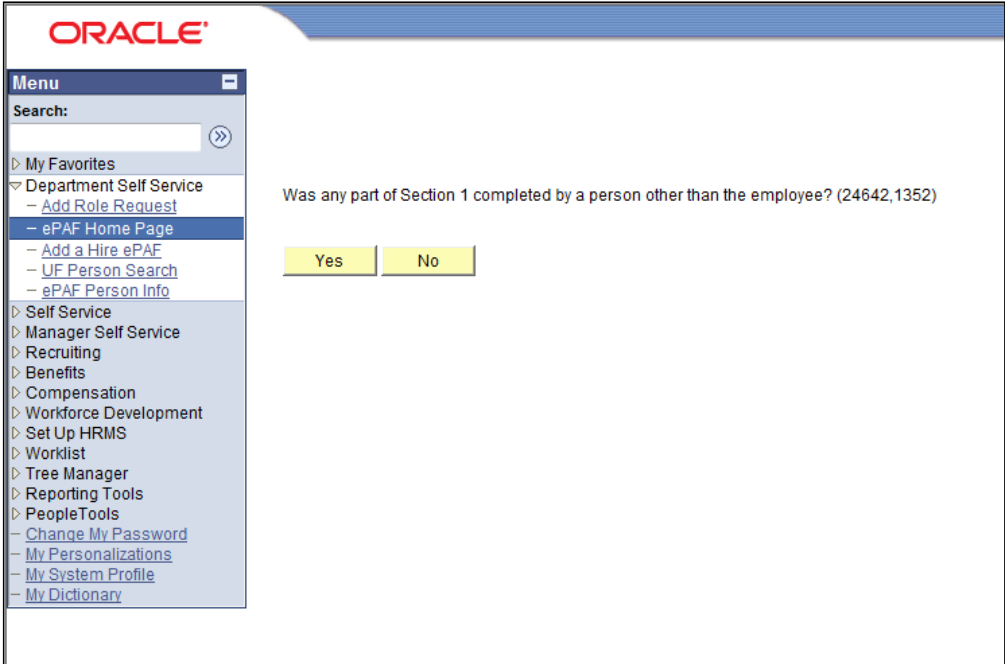 ORACLE
Menu
Search:
My Favorites
Department Self Service
– Add Role Request
– ePAF Home Page
– Add a Hire ePAF
– UF Person Search
– ePAF Person Info
Self Service
Manager Self Service
Recruiting
Benefits
Compensation
Workforce Development
Set Up HRMS
Worklist
Tree Manager
Reporting Tools
PeopleTools
– Change My Password
– My Personalizations
– My System Profile
– My Dictionary
Was any part of Section 1 completed by a person other than the employee? (24642,1352)
Yes No